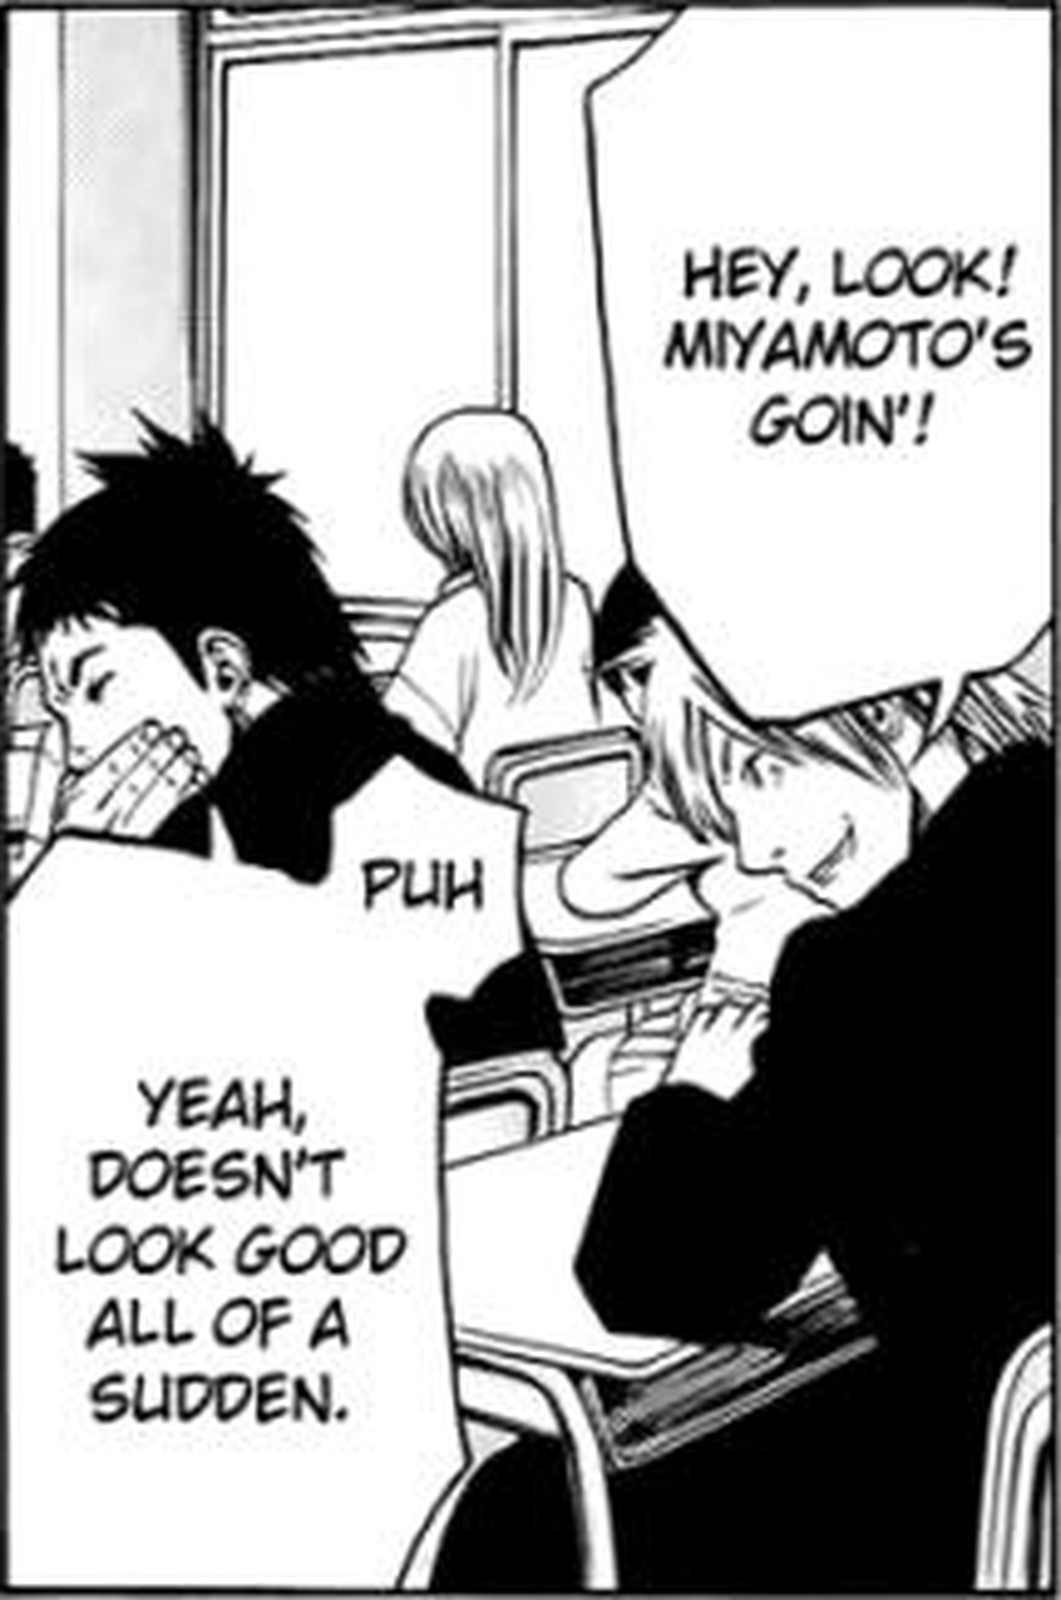 HEY, LOOK!
MIYAMOTO'S
GOIN'!
PUH
YEAH,
DOESN'T
LOOK GOOD
ALL OF A
SUDDEN.